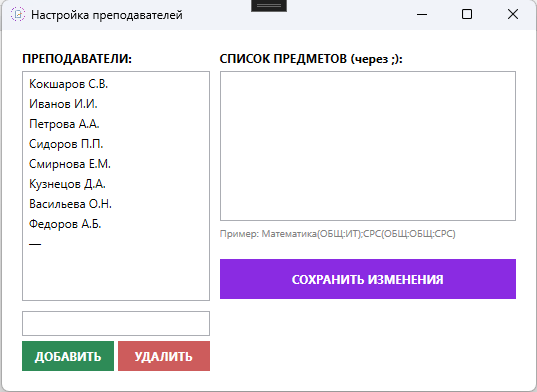 Настройка преподавателей
ПРЕПОДАВАТЕЛИ:
Кокшаров С.В.
Иванов И.И.
Петрова А.А.
Сидоров П.П.
Смирнова Е.М.
Кузнецов Д.А.
Васильева О.Н.
Федоров А.Б.
—
ДОБАВИТЬ
УДАЛИТЬ
СПИСОК ПРЕДМЕТОВ (через ;):
Пример: Математика(ОБЩ;ИТ);СРС(ОБЩ;ОБЩ;СРС)
СОХРАНИТЬ ИЗМЕНЕНИЯ